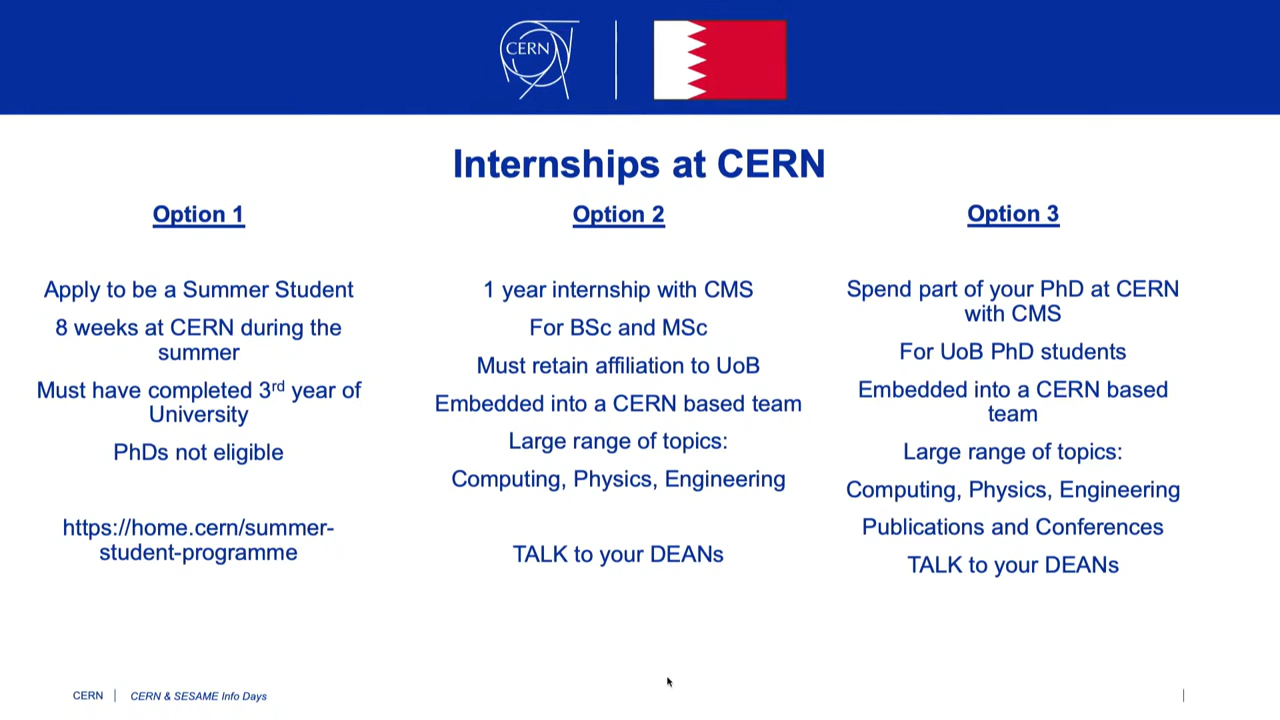 CERN
Internships at CERN
Option 1
Apply to be a Summer Student
8 weeks at CERN during the
summer
Must have completed 3rd year of
University
PhDs not eligible
https://home.cern/summer-
student-programme
Option 2
1 year internship with CMS
For BSc and MSc
Must retain affiliation to UoB
Embedded into a CERN based team
Large range of topics:
Computing, Physics, Engineering
TALK to your DEANs
Option 3
Spend part of your PhD at CERN
with CMS
For UoB PhD students
Embedded into a CERN based
team
Large range of topics:
Computing, Physics, Engineering
Publications and Conferences
TALK to your DEANs
CERN | CERN & SESAME Info Days